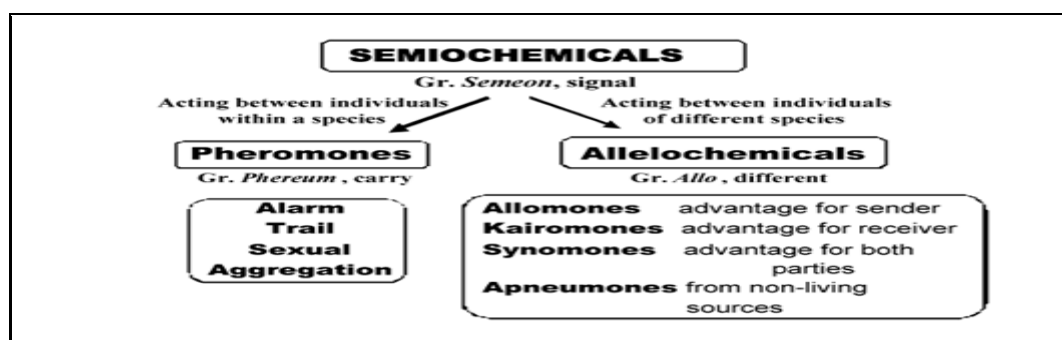 SEMIOCHEMICALS
Gr. Semeon, signal
Acting between individuals
within a species
Acting between individuals
of different species
Pheromones
Gr. Phereum , carry
Alarm
Trail
Sexual
Aggregation
Allelochemicals
Gr. Allo , different
Allomones advantage for sender
Kairomones advantage for receiver
Synomones advantage for both
parties
Apneumones from non-living
sources